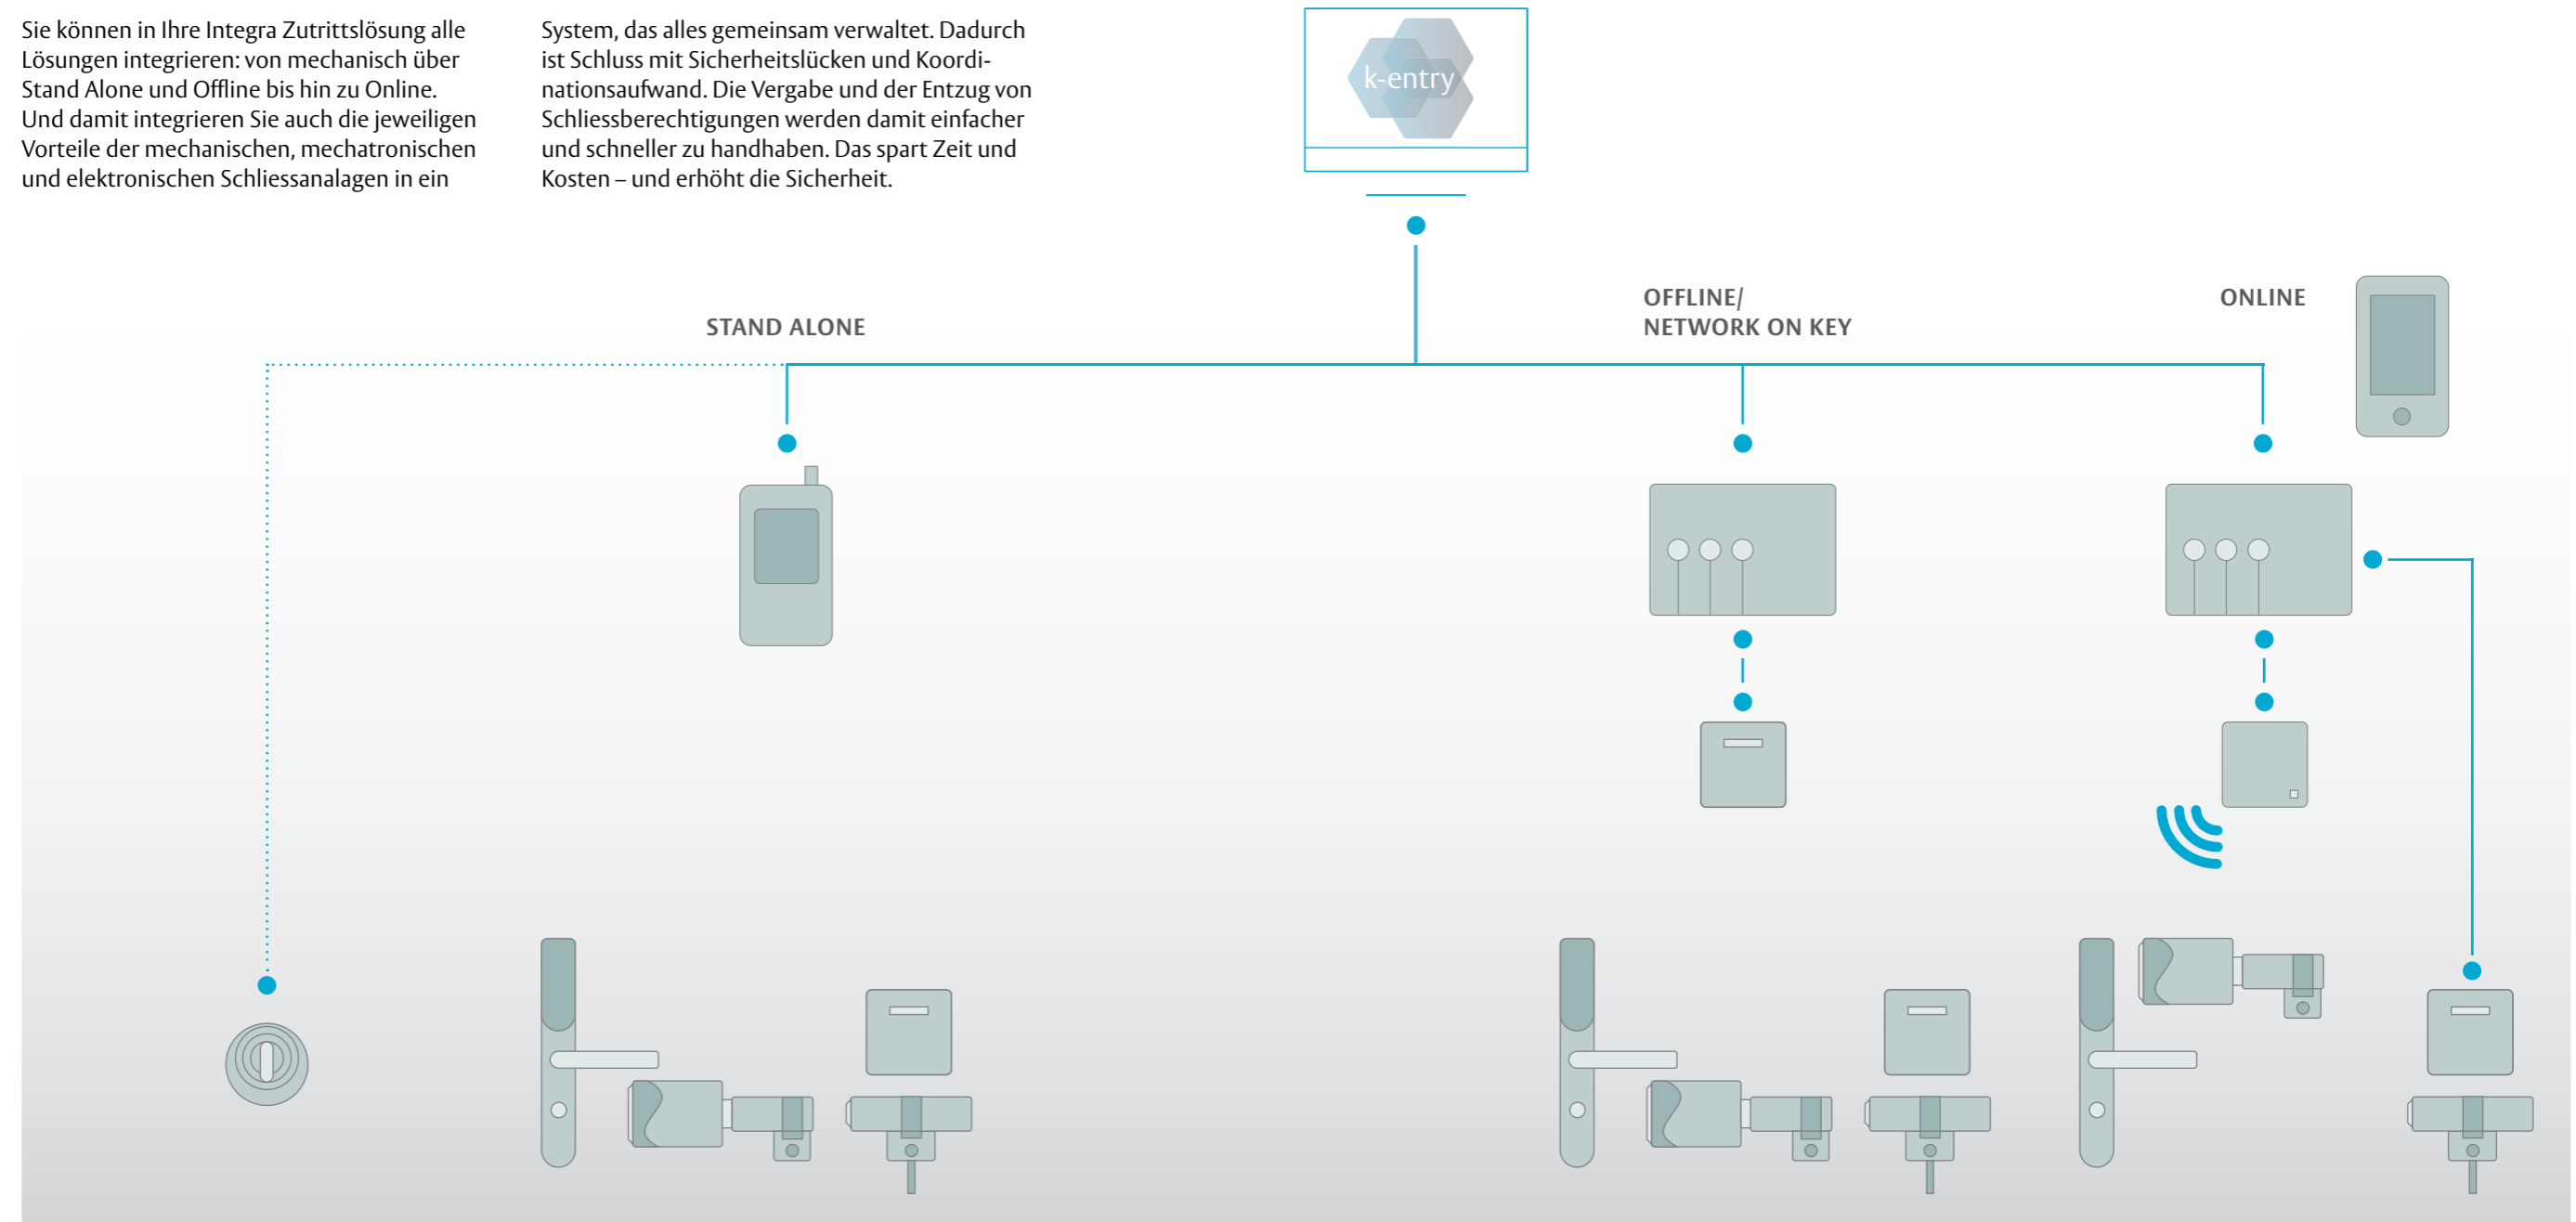 Sie können in Ihre Integra Zutrittslösung alle
Lösungen integrieren: von mechanisch über
Stand Alone und Offline bis hin zu Online.
Und damit integrieren Sie auch die jeweiligen
Vorteile der mechanischen, mechatronischen
und elektronischen Schliessanalagen in ein
System, das alles gemeinsam verwaltet. Dadurch
ist Schluss mit Sicherheitslücken und Koordi-
nationsaufwand. Die Vergabe und der Entzug von
Schliessberechtigungen werden damit einfacher
und schneller zu handhaben. Das spart Zeit und
Kosten – und erhöht die Sicherheit.
k-entry
STAND ALONE
OFFLINE/
NETWORK ON KEY
ONLINE